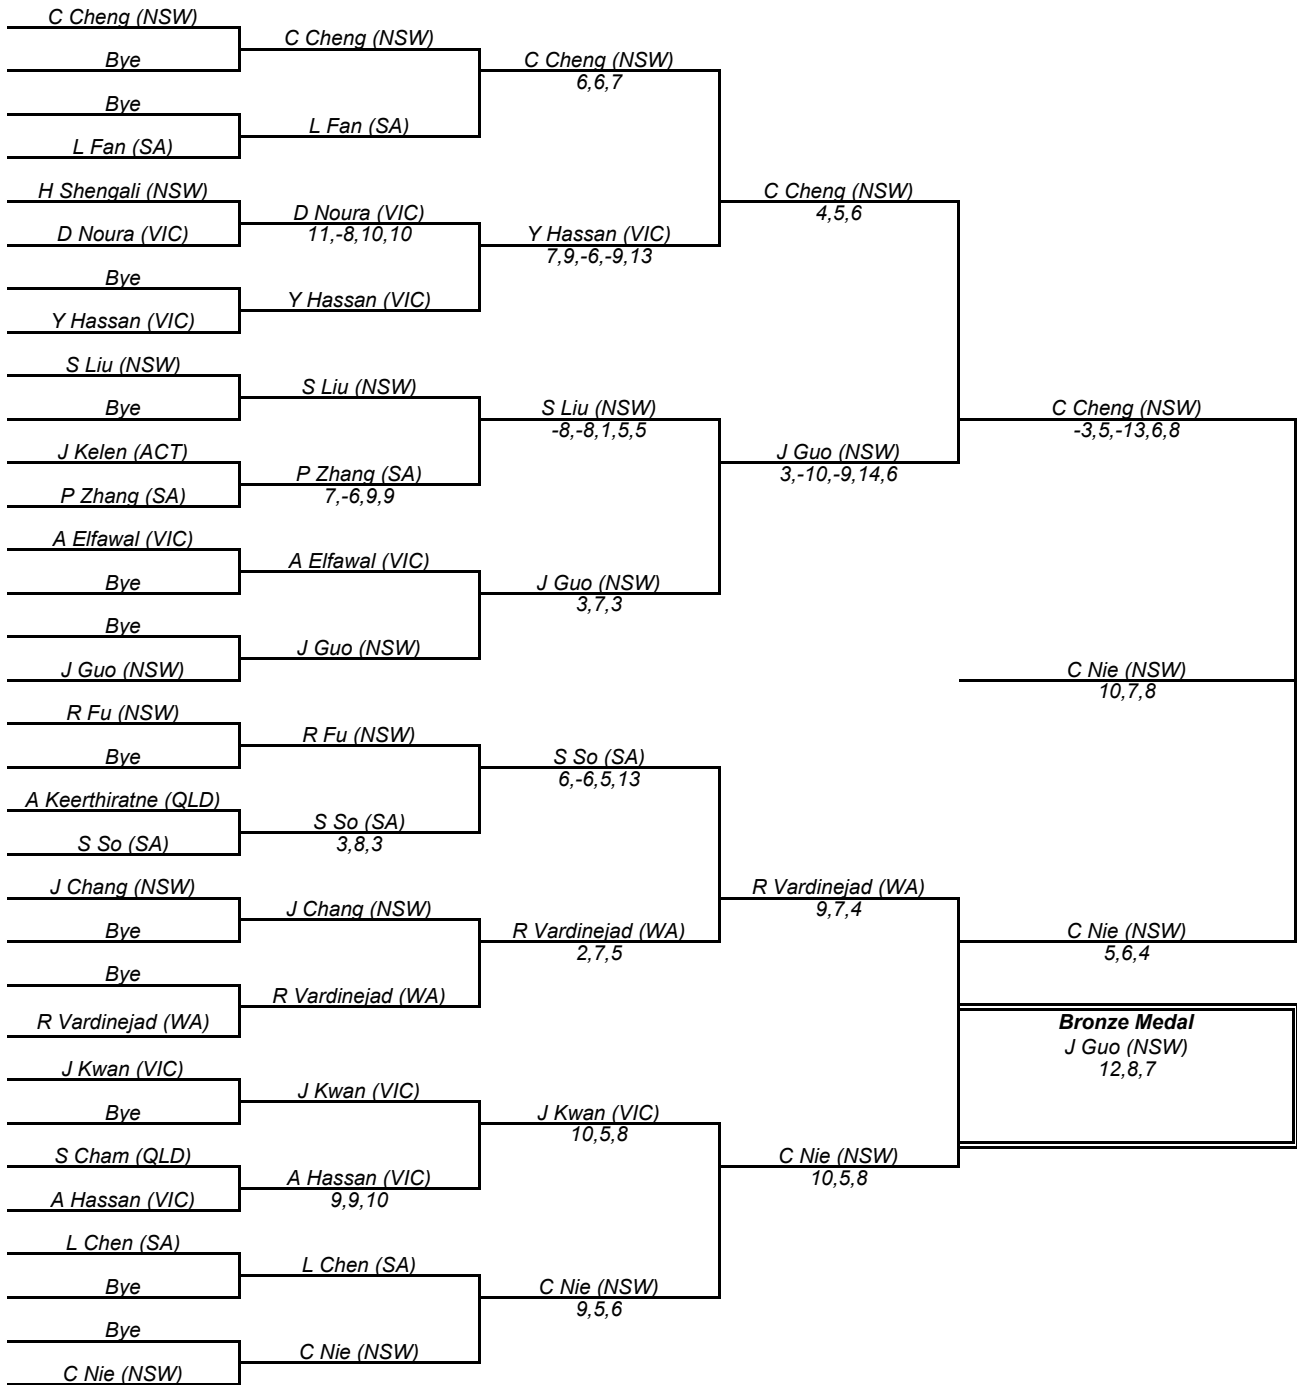 C Cheng (NSW)
Bye
Bye
L Fan (SA)
H Shengali (NSW)
D Noura (VIC)
Bye
Y Hassan (VIC)
S Liu (NSW)
Bye
J Kelen (ACT)
P Zhang (SA)
A Elfawal (VIC)
Bye
Bye
J Guo (NSW)
R Fu (NSW)
Bye
A Keerthiratne (QLD)
S So (SA)
J Chang (NSW)
Bye
Bye
R Vardinejad (WA)
J Kwan (VIC)
Bye
S Cham (QLD)
A Hassan (VIC)
L Chen (SA)
Bye
Bye
C Nie (NSW)
C Cheng (NSW)
L Fan (SA)
D Noura (VIC)
11,-8,10,10
Y Hassan (VIC)
S Liu (NSW)
P Zhang (SA)
7,-6,9,9
A Elfawal (VIC)
J Guo (NSW)
R Fu (NSW)
S So (SA)
3,8,3
J Chang (NSW)
R Vardinejad (WA)
J Kwan (VIC)
A Hassan (VIC)
9,9,10
L Chen (SA)
C Nie (NSW)
C Cheng (NSW)
6,6,7
Y Hassan (VIC)
7,9,-6,-9,13
S Liu (NSW)
-8,-8,1,5,5
J Guo (NSW)
3,7,3
S So (SA)
6,-6,5,13
R Vardinejad (WA)
2,7,5
J Kwan (VIC)
10,5,8
C Nie (NSW)
9,5,6
C Cheng (NSW)
4,5,6
J Guo (NSW)
3,-10,-9,14,6
R Vardinejad (WA)
9,7,4
C Nie (NSW)
10,5,8
C Cheng (NSW)
-3,5,-13,6,8
C Nie (NSW)
10,7,8
C Nie (NSW)
5,6,4
Bronze Medal
J Guo (NSW)
12,8,7